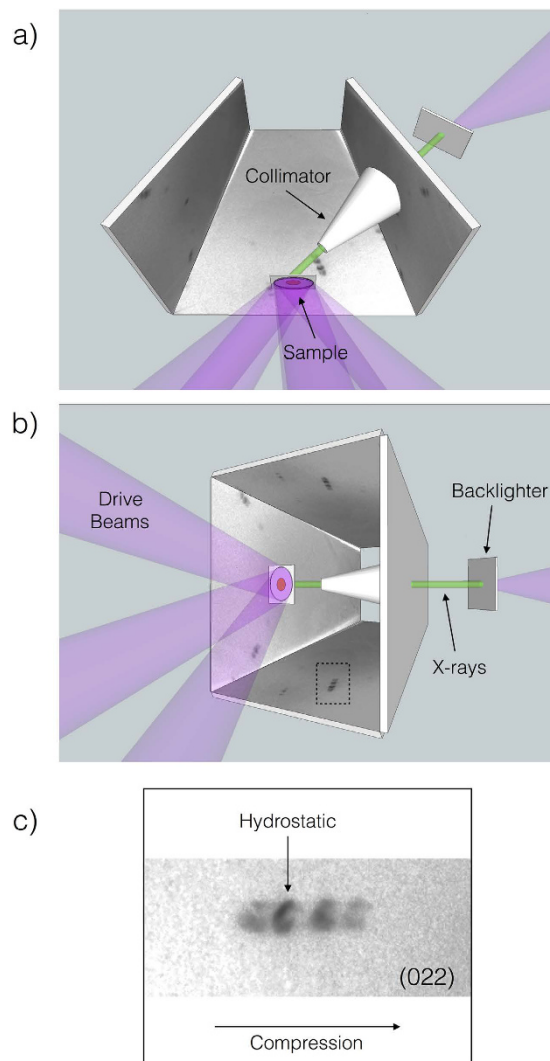 a)
Collimator
Sample
b)
Drive
Beams
Backlighter
X-rays
c)
Hydrostatic
(022)
Compression